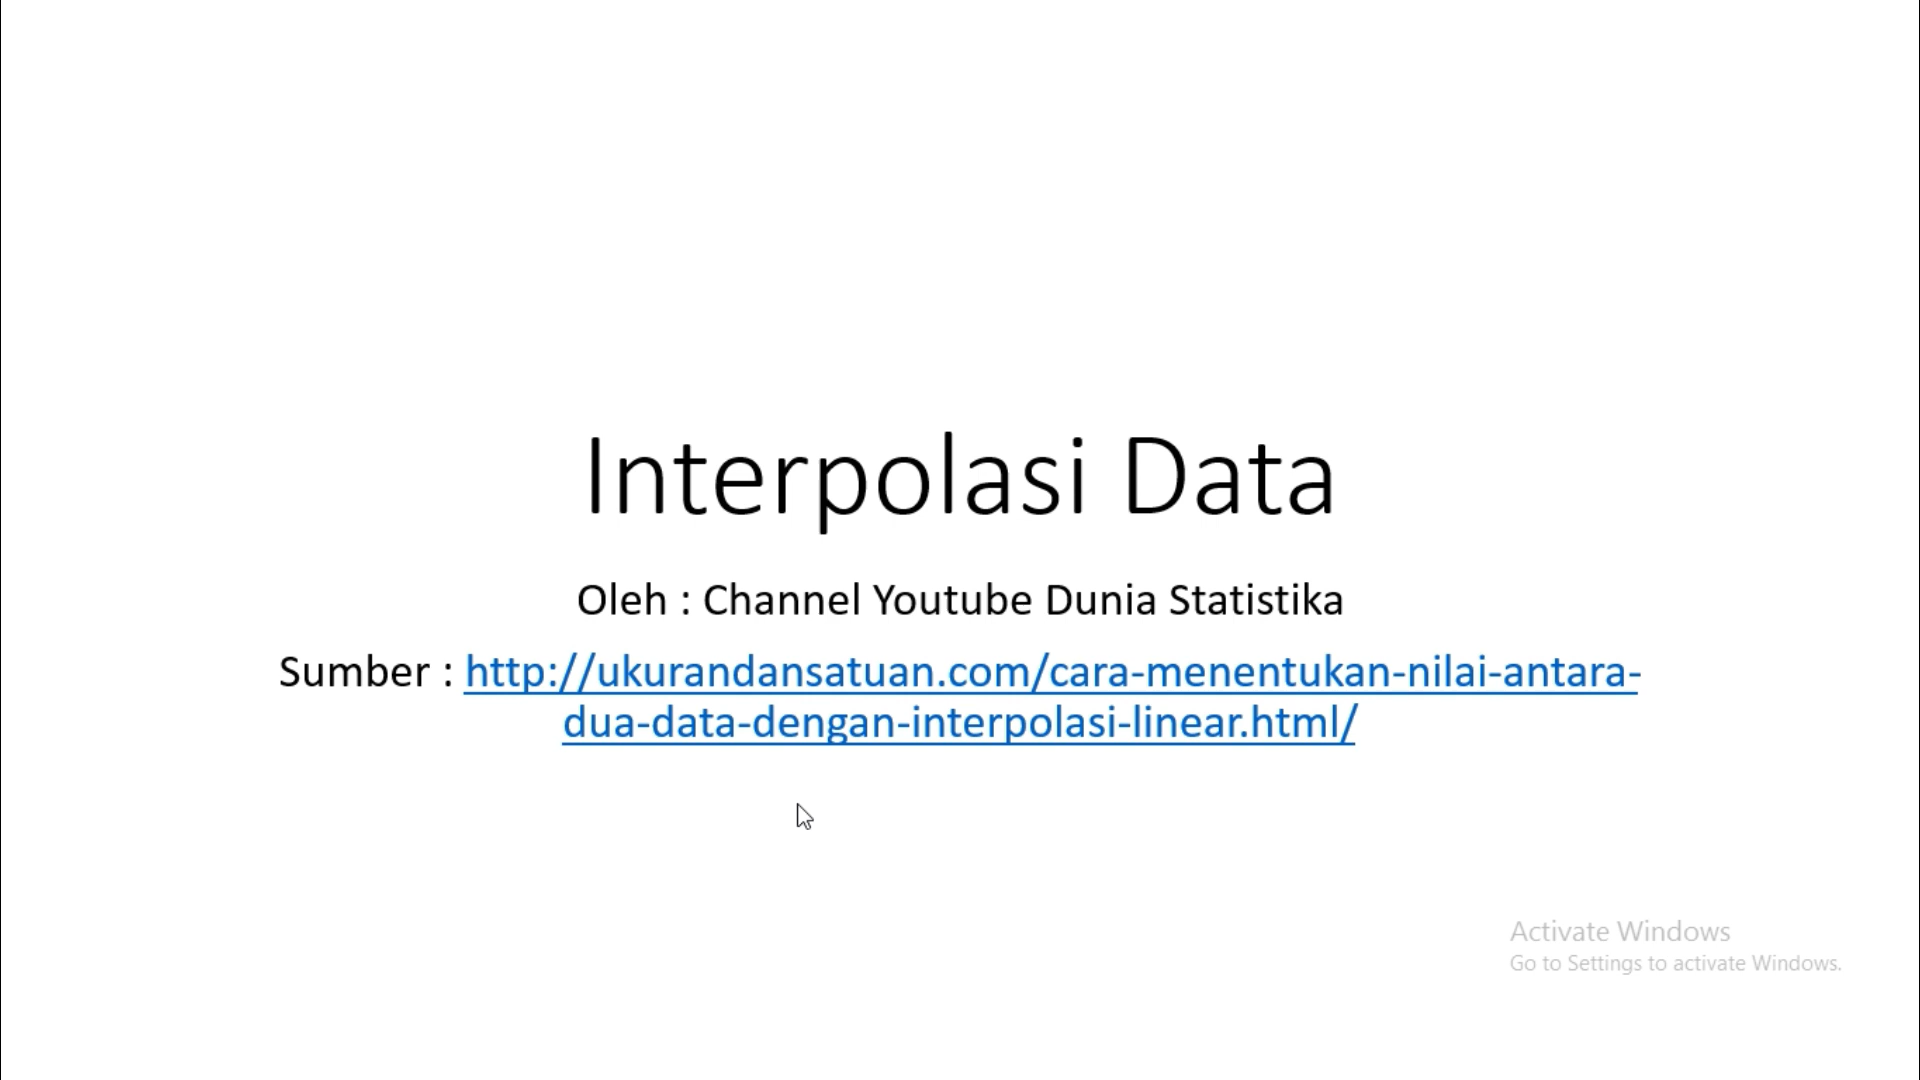 Interpolasi Data
Oleh : Channel Youtube Dunia Statistika
Sumber : http://ukurandansatuan.com/cara-menentukan-nilai-antara-
dua-data-dengan-interpolasi-linear.html/
Activate Windows
Go to Settings to activate Windows.